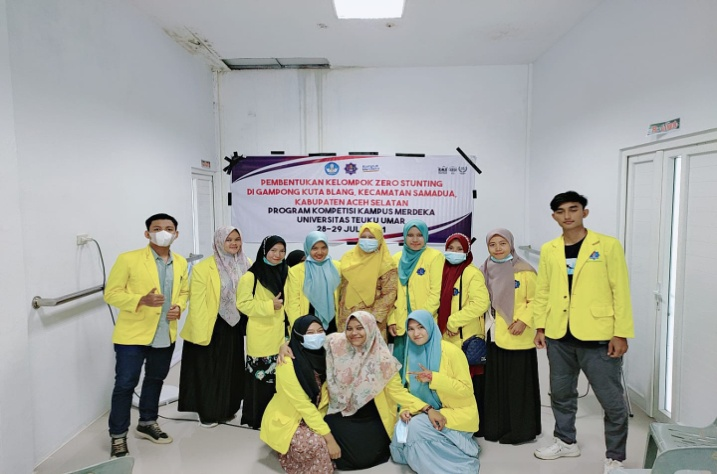 PEMBENTUKAN KELOMPOK ZERO STUNTING
DI GAMPONG KUTA BLANG, KECAMATAN SAMADUA,
KABUPATEN ACEH SELATAN
PROGRAM KOMPETISI KAMPUS MERDEKA
UNIVERSITAS TEUKU UMAR
28-29